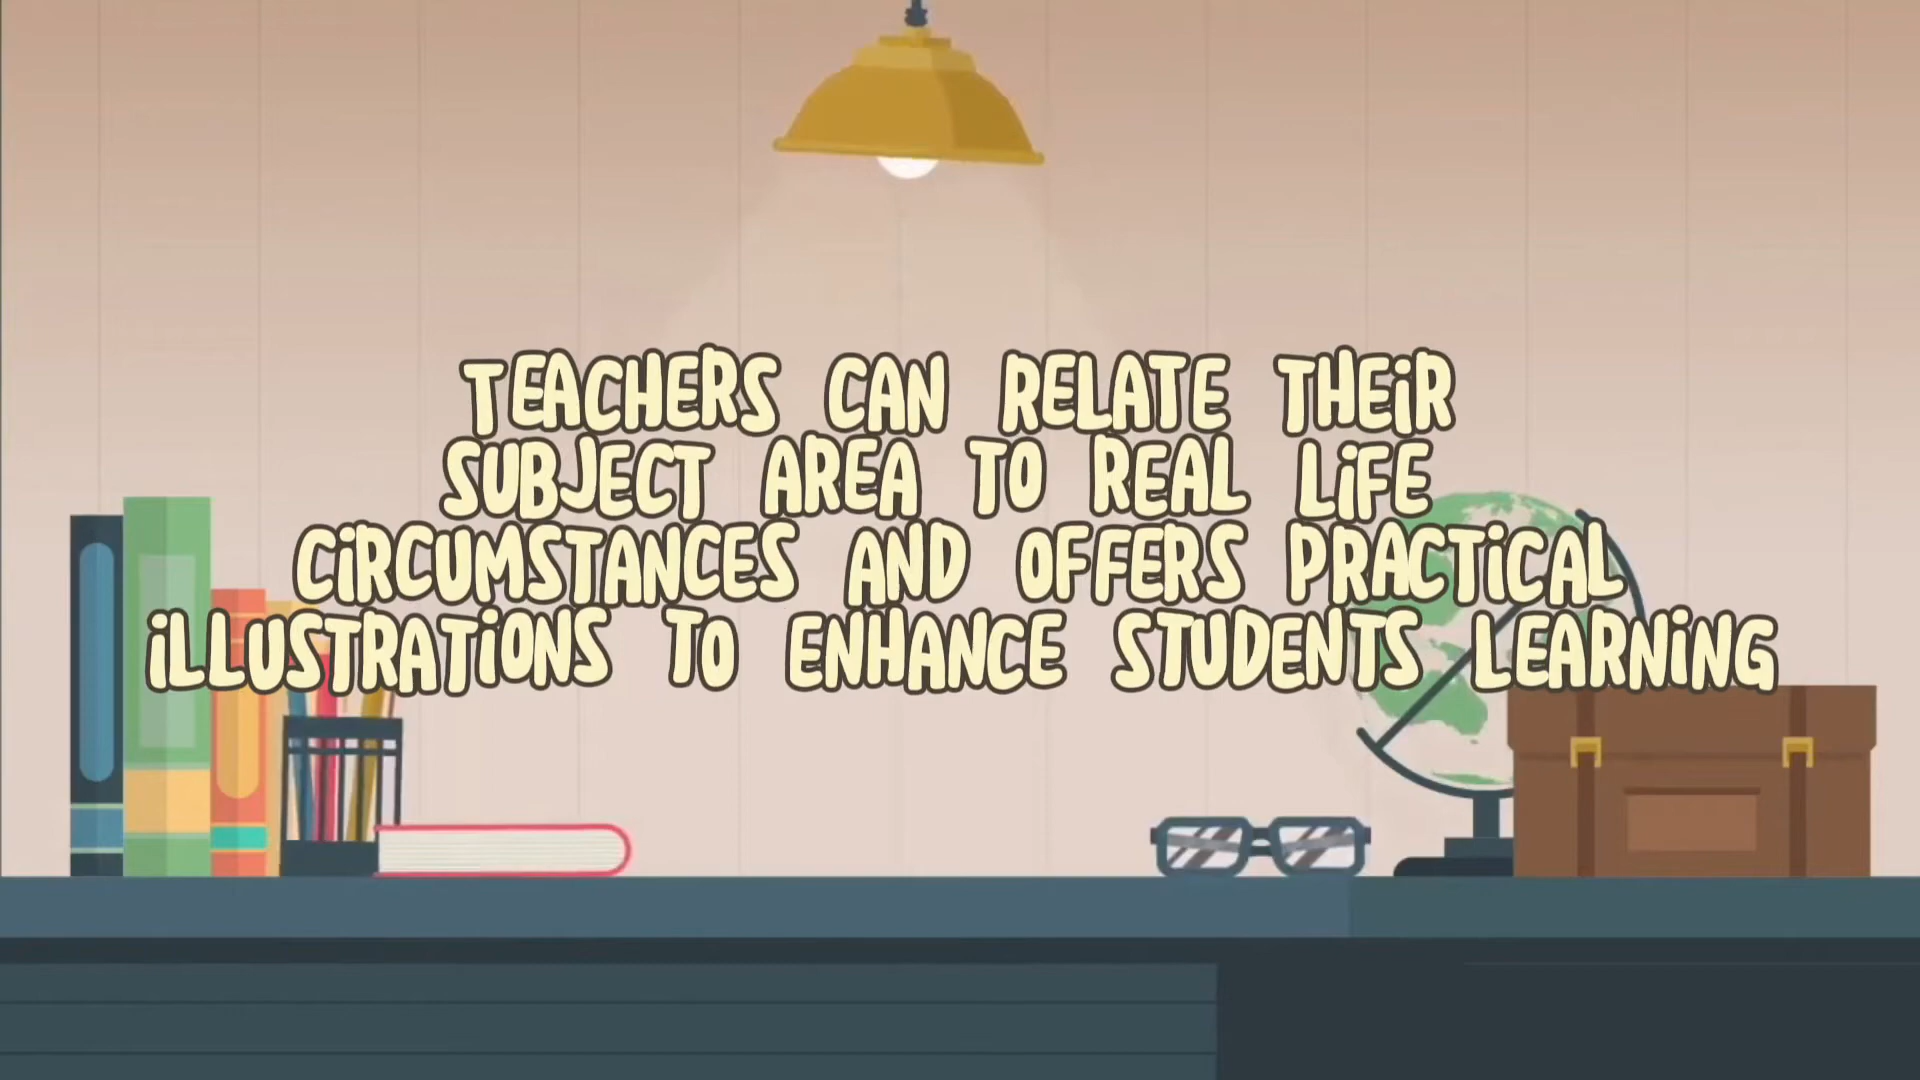 TEACHERS CAN RELATE THEiR
SUBJECT AREA TO REAL LiFE
CiRCUMSTANCES AND OFFERS PRACTiCAL
iLLUSTRATiONS TO ENHANCE STUDENTS LEARNiNG